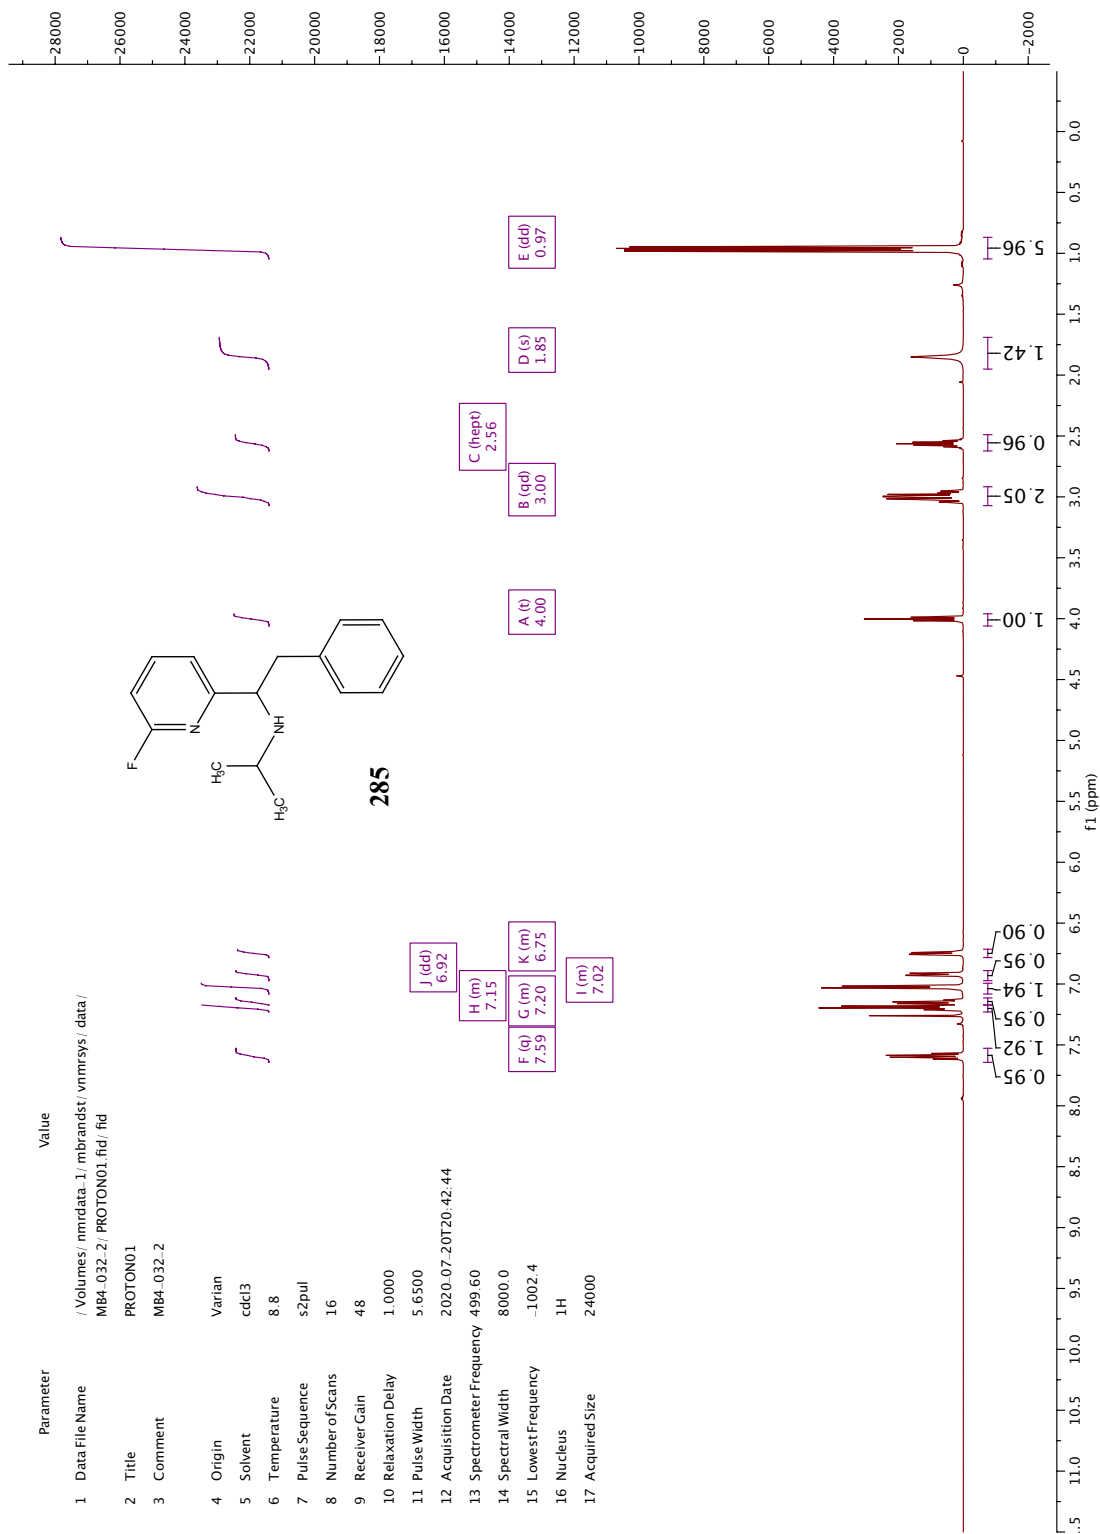 Parameter Value
1 Data File Name / Volumes/ nmrdata-1/ mbrandst/ vnmrsys/ data/
MB4-032-2/ PROTON01.fid/ fid
2 Title PROTON01
3 Comment MB4-032-2
4 Origin Varian
5 Solvent cdcl3
6 Temperature 8.8
7 Pulse Sequence s2pul
8 Number of Scans 16
9 Receiver Gain 48
10 Relaxation Delay 1.0000
11 Pulse Width 5.6500
12 Acquisition Date 2020-07-20T20:42:44
13 Spectrometer Frequency 499.60
14 Spectral Width 8000.0
15 Lowest Frequency -1002.4
16 Nucleus 1H
17 Acquired Size 24000
F
N
H3C
NH
H3C
285
J (dd)
6.92
C (hept)
2.56
H (m)
7.15
F (q)
7.59
G (m)
7.20
K (m)
6.75
A (t)
4.00
B (qd)
3.00
D (s)
1.85
E (dd)
0.97
I (m)
7.02
28000
26000
24000
22000
20000
18000
16000
14000
12000
10000
8000
6000
4000
2000
0
-2000
0.95
1.92
0.95
1.94
0.95
0.90
1.00
2.05
0.96
1.42
5.96
.5 11.0 10.5 10.0 9.5 9.0 8.5 8.0 7.5 7.0 6.5 6.0 5.5 5.0 4.5 4.0 3.5 3.0 2.5 2.0 1.5 1.0 0.5 0.0
f1 (ppm)